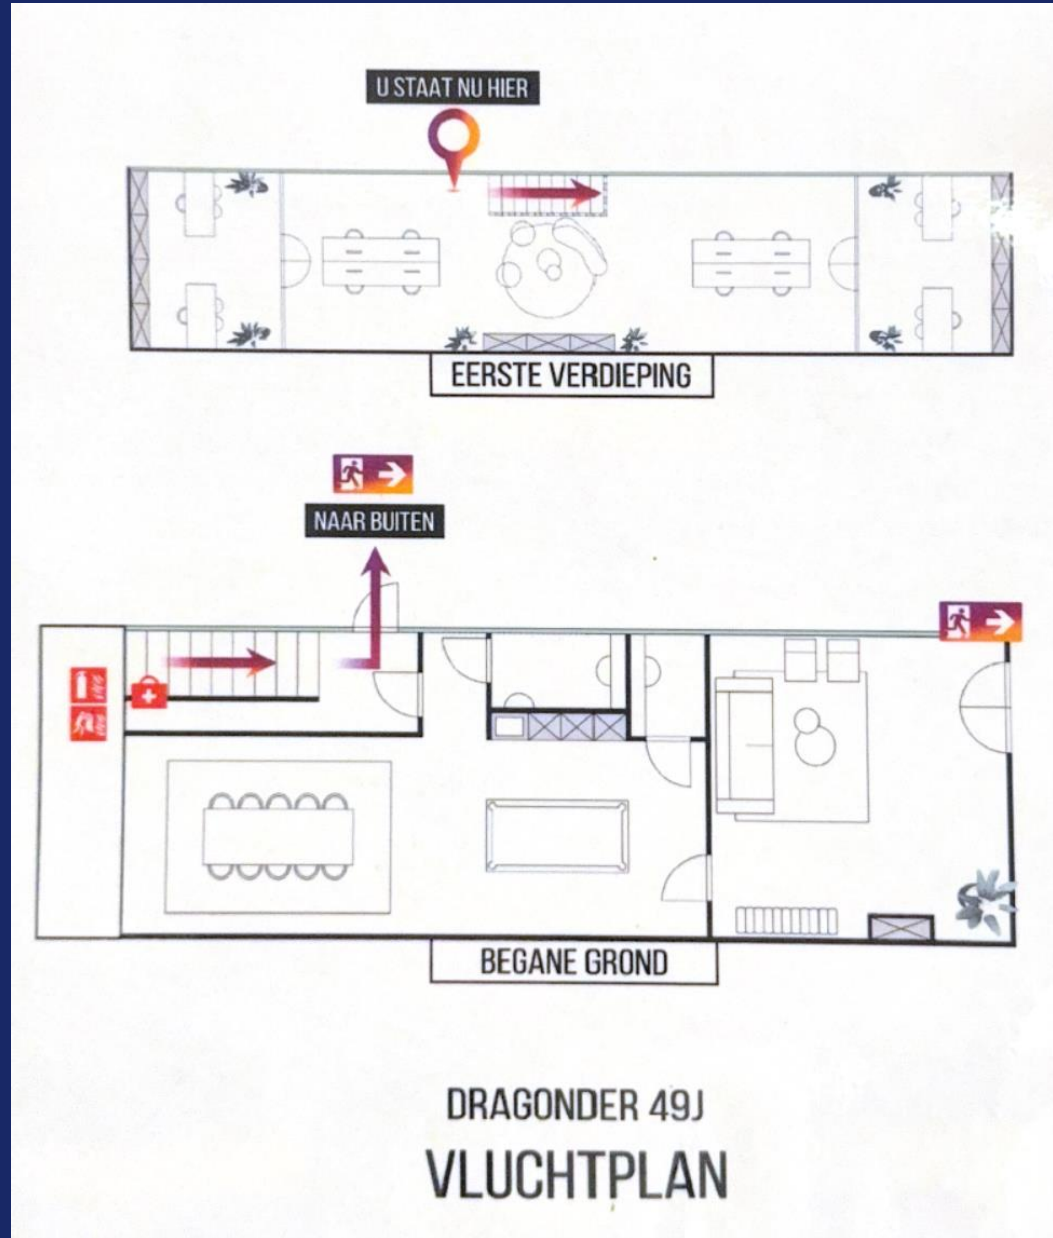 U STAAT NU HIER
EERSTE VERDIEPING
NAAR BUITEN
BEGANE GROND
DRAGONDER 49J
VLUCHTPLAN